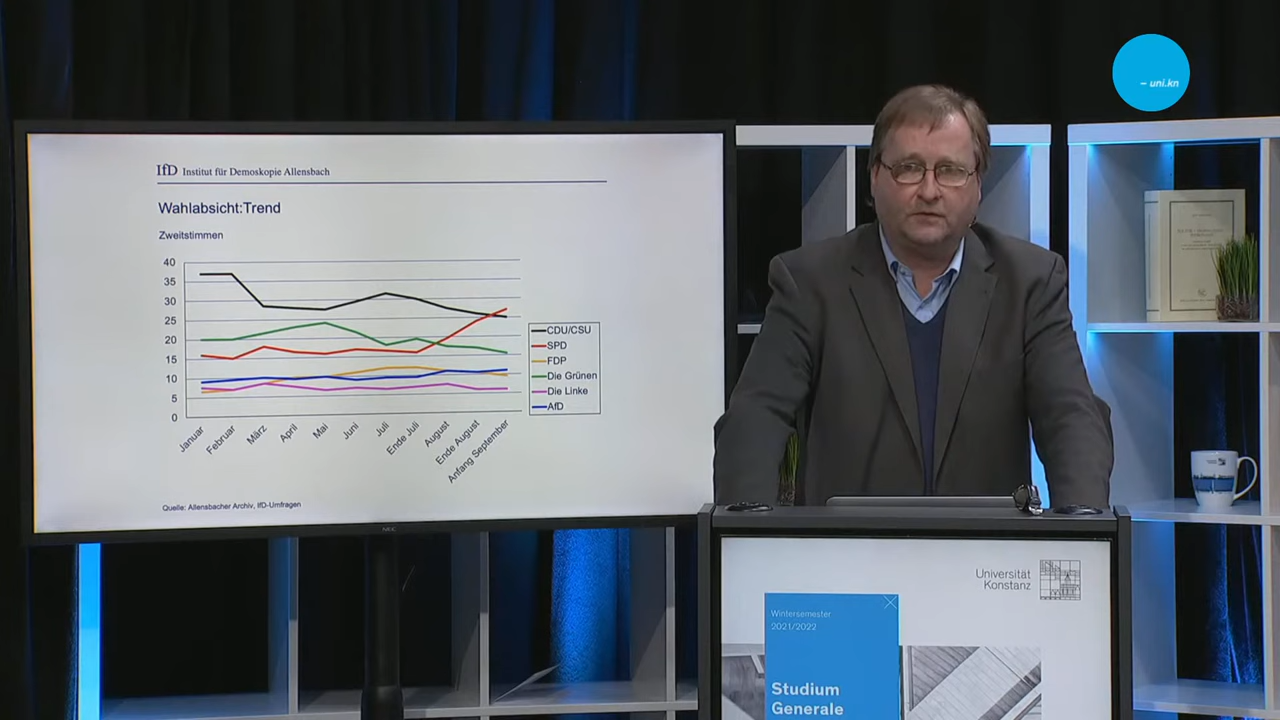 – uni.kn
IfD Institut für Demoskopie Allensbach
Wahlabsicht:Trend
Zweitstimmen
40
35
30
25
20
15
10
5
0
Januar
Februar
März
April
Mai
Juni
Juli
Ende Juli
August
Ende August
Anfang September
CDU/CSU
SPD
FDP
Die Grünen
Die Linke
AfD
Quelle: Allensbacher Archiv, IfD-Umfragen
NEC
Universität
Konstanz
Wintersemester
2021/2022
Studium
Generale